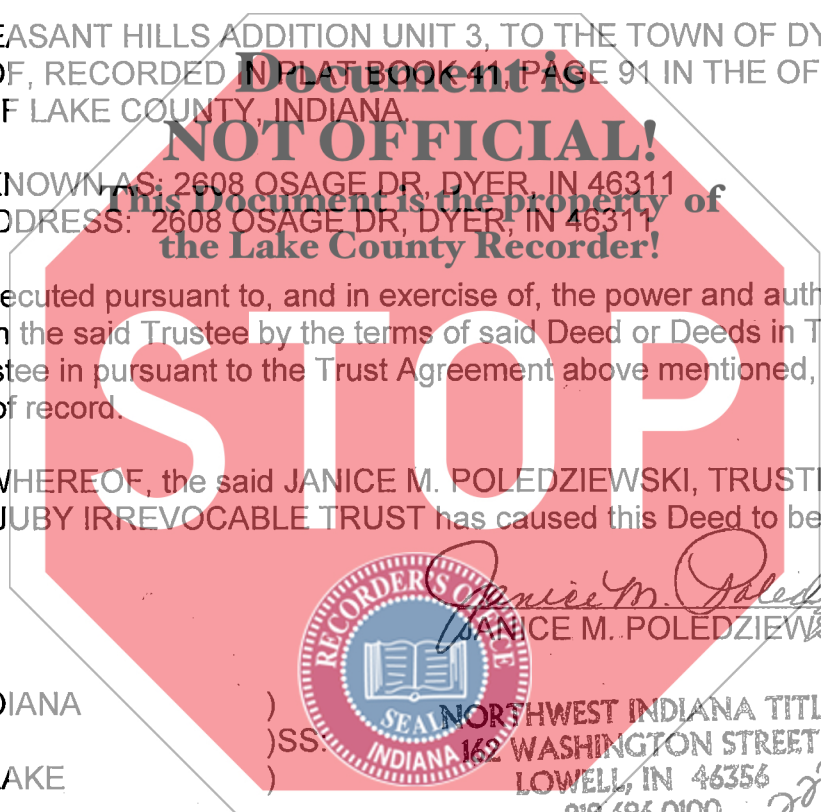 EASANT HILLS ADDITION UNIT 3, TO THE TOWN OF DY
OF, RECORDED IN PLAT BOOK 41, PAGE 91 IN THE OF
F LAKE COUNTY, INDIANA.
Document is
NOT OFFICIAL!
This Document is the property of
the Lake County Recorder!
KNOWN AS: 2608 OSAGE DR, DYER, IN 46311
DDRESS: 2608 OSAGE DR, DYER, IN 46311
ecuted pursuant to, and in exercise of, the power and auth
n the said Trustee by the terms of said Deed or Deeds in T
stee in pursuant to the Trust Agreement above mentioned,
of record.
STOP
WHEREOF, the said JANICE M. POLEDZIEWSKI, TRUSTE
JUBY IRREVOCABLE TRUST has caused this Deed to be
Janice M. Poledz
JANICE M. POLEDZIEW
RECORDER'S OFFICE
SEAL
INDIANA
DIANA )
)SS:
AKE )
NORTHWEST INDIANA TITL
162 WASHINGTON STREET
LOWELL, IN 46356